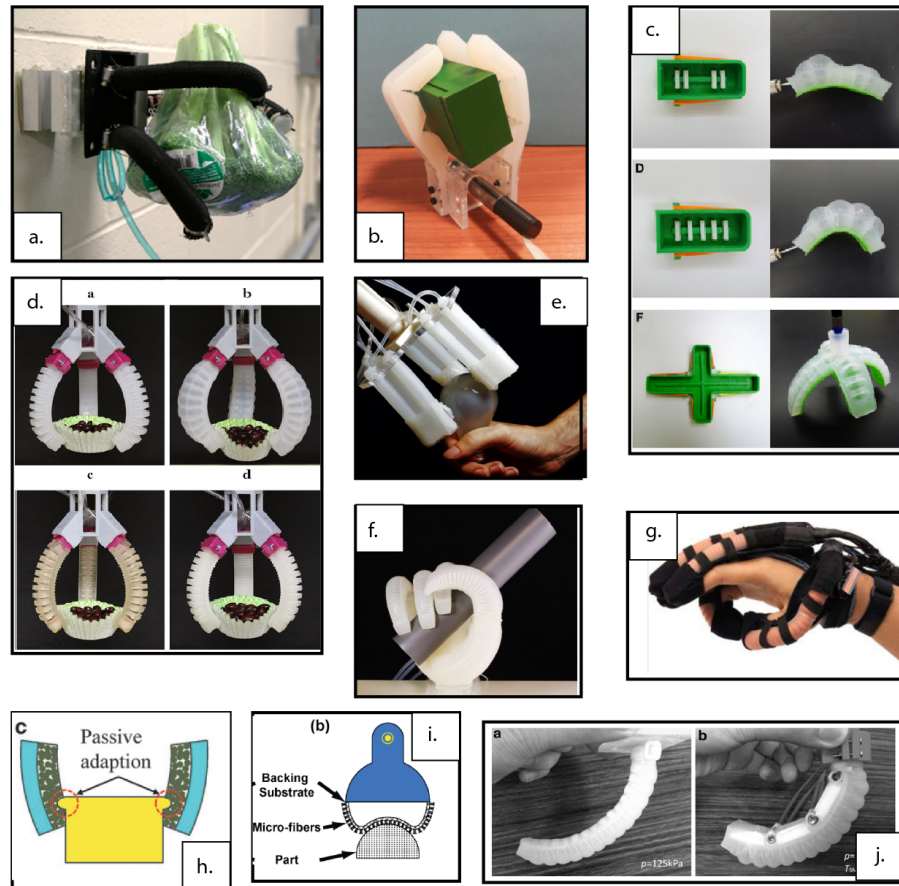 a.
b.
c.
D
F
d.
a
b
c
d
e.
f.
g.
C
Passive
adaption
h.
(b)
i.
Backing
Substrate
Micro-fibers
Part
a
p=125kPa
b
p=
j.